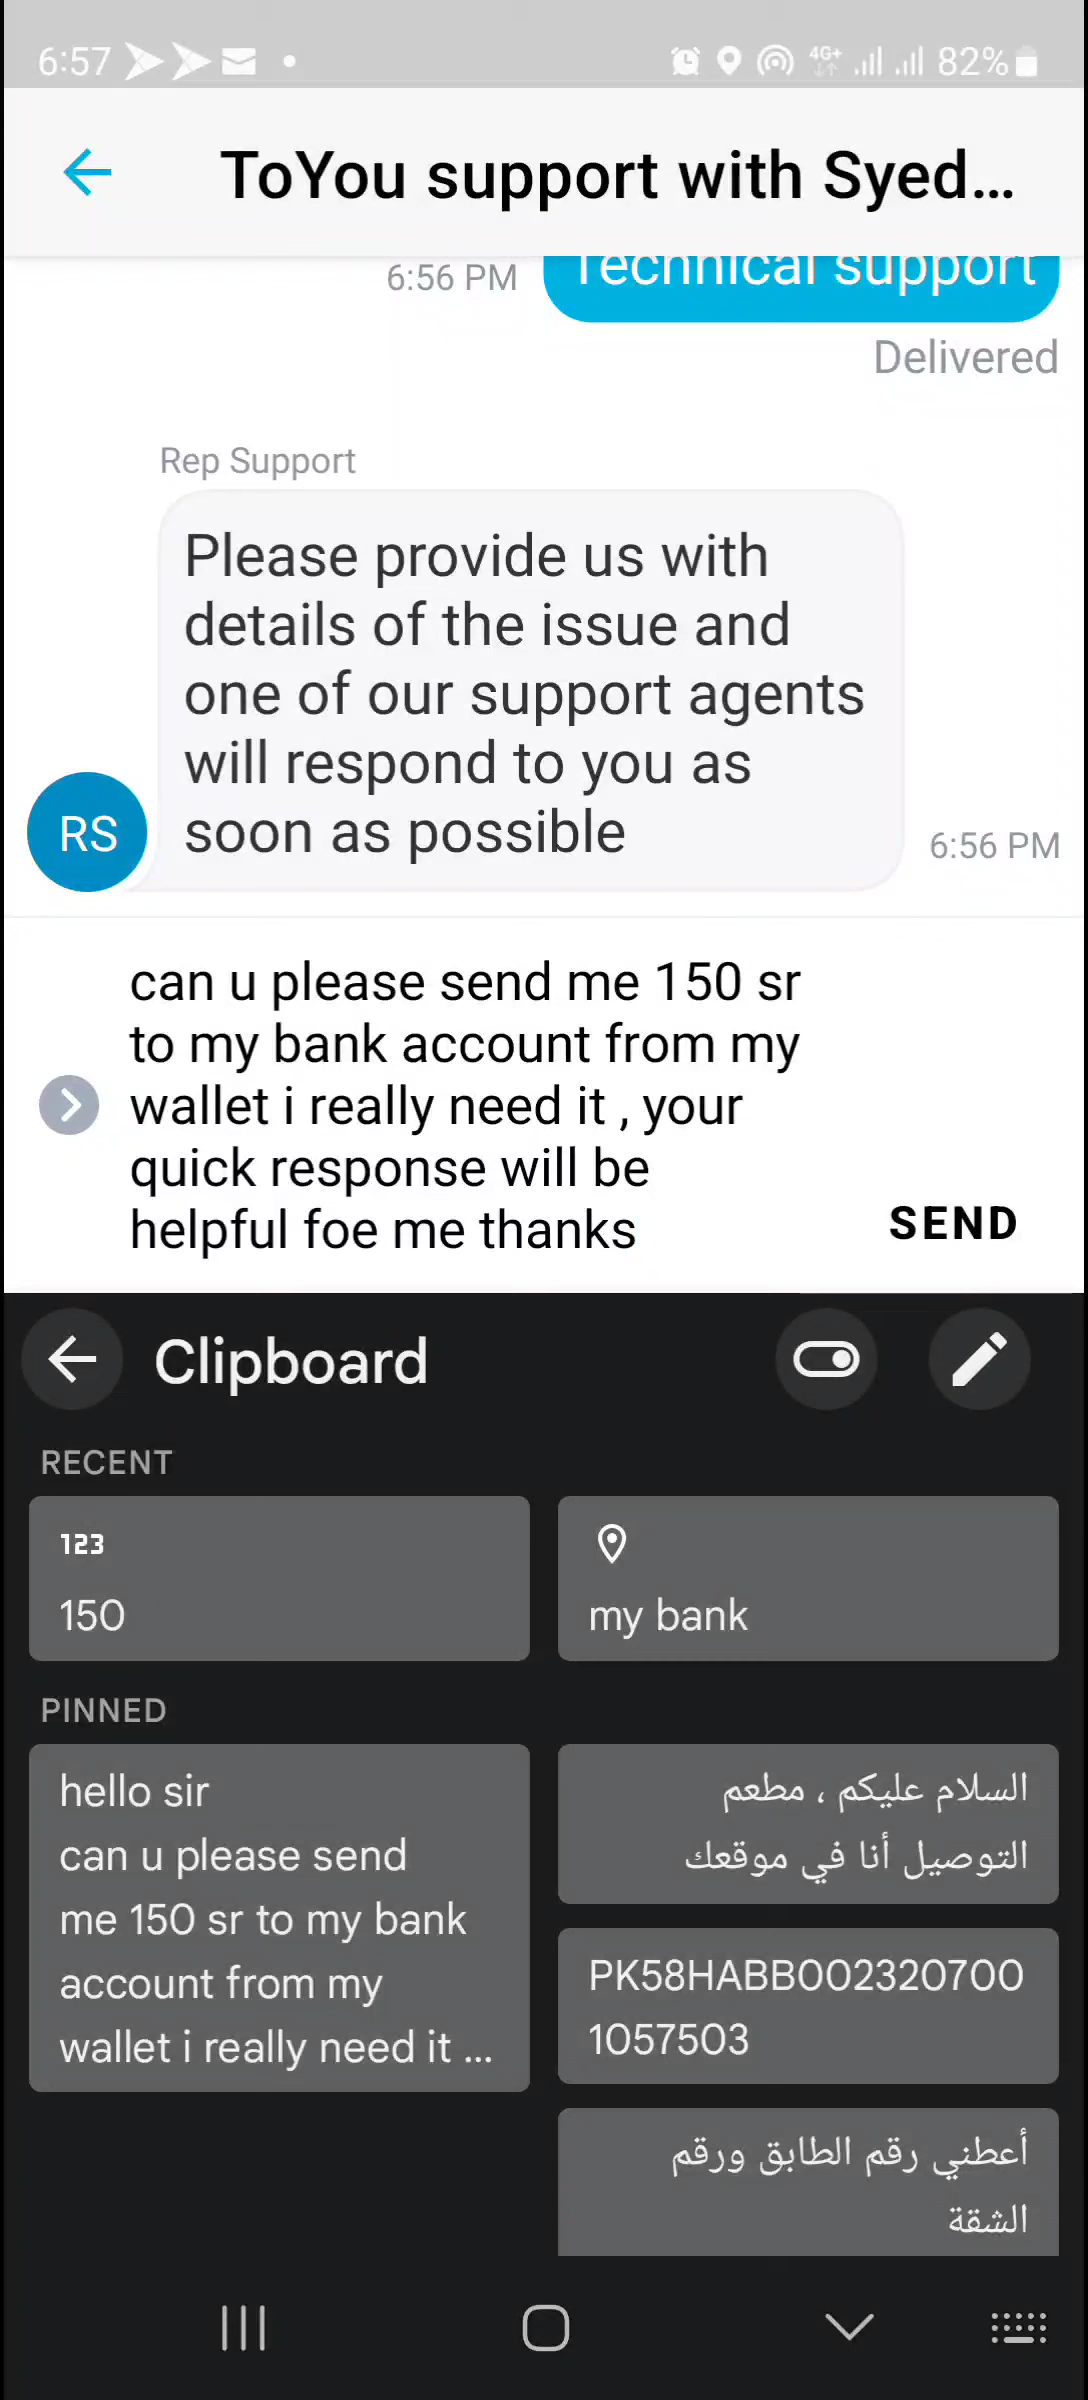 6:57
4G+
82%
ToYou support with Syed...
6:56 PM
Technical support
Delivered
Rep Support
Please provide us with
details of the issue and
one of our support agents
will respond to you as
soon as possible
RS
6:56 PM
can u please send me 150 sr
to my bank account from my
wallet i really need it , your
quick response will be
helpful foe me thanks
SEND
Clipboard
RECENT
123
150
my bank
PINNED
hello sir
can u please send
me 150 sr to my bank
account from my
wallet i really need it ...
السلام عليكم ، مطعم
التوصيل أنا في موقعك
PK58HABB002320700
1057503
أعطني رقم الطابق ورقم
الشقة